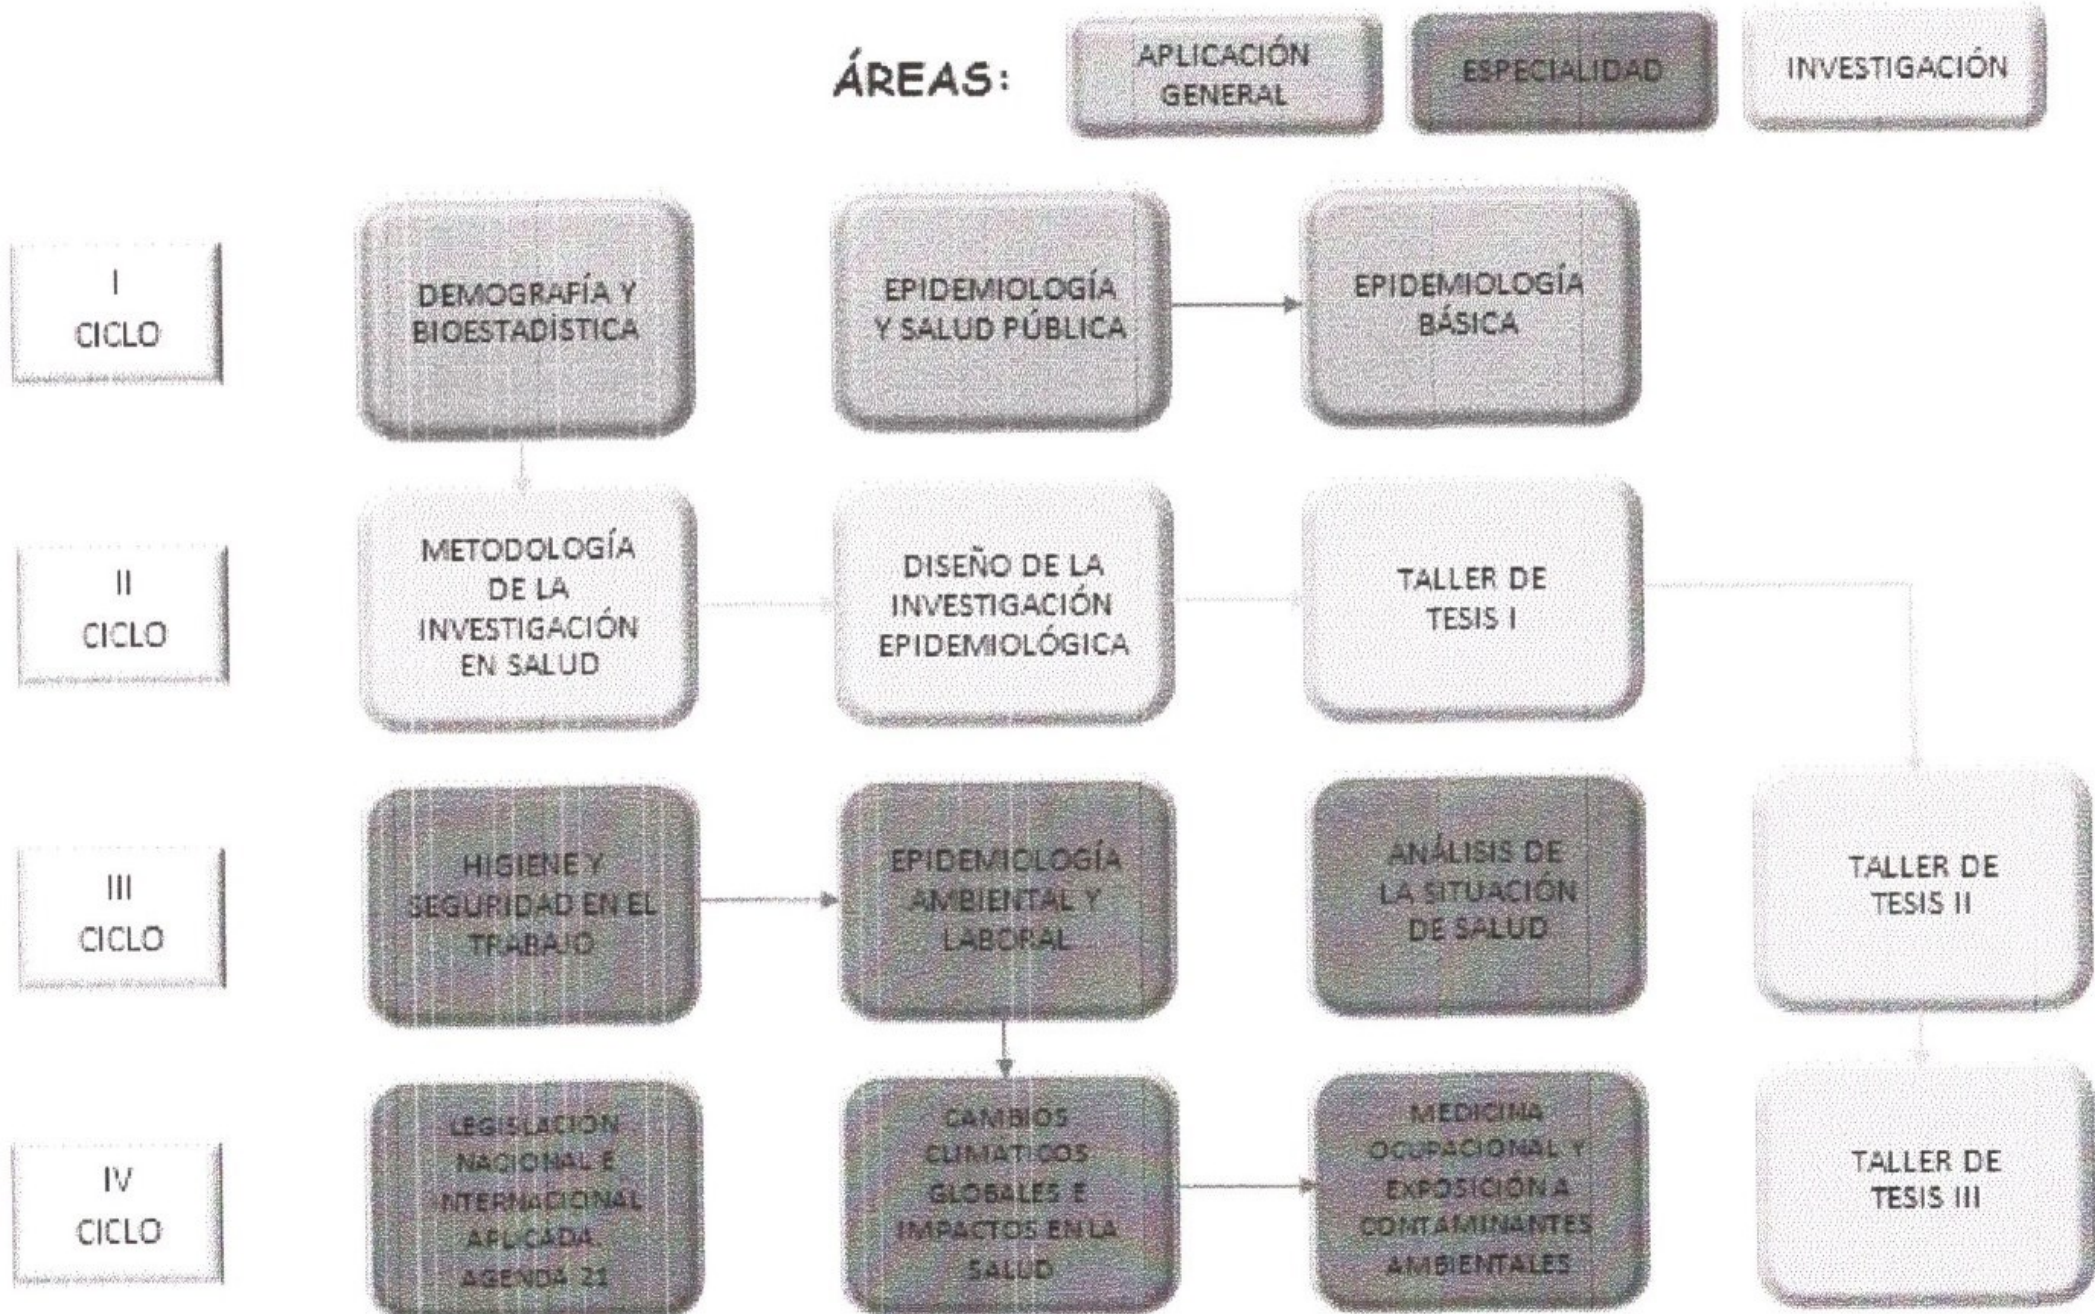 ÁREAS:
APLICACIÓN
GENERAL
ESPECIALIDAD
INVESTIGACIÓN
I
CICLO
DEMOGRAFÍA Y
BIOESTADÍSTICA
EPIDEMIOLOGÍA
Y SALUD PÚBLICA
EPIDEMIOLOGÍA
BÁSICA
II
CICLO
METODOLOGÍA
DE LA
INVESTIGACIÓN
EN SALUD
DISEÑO DE LA
INVESTIGACIÓN
EPIDEMIOLÓGICA
TALLER DE
TESIS I
III
CICLO
HIGIENE Y
SEGURIDAD EN EL
TRABAJO
EPIDEMIOLOGÍA
AMBIENTAL Y
LABORAL
ANÁLISIS DE
LA SITUACIÓN
DE SALUD
TALLER DE
TESIS II
IV
CICLO
LEGISLACIÓN
NACIONAL E
INTERNACIONAL
APLICADA.
AGENDA 21
CAMBIOS
CLIMÁTICOS
GLOBALES E
IMPACTOS EN LA
SALUD
MEDICINA
OCUPACIONAL Y
EXPOSICIÓN A
CONTAMINANTES
AMBIENTALES
TALLER DE
TESIS III